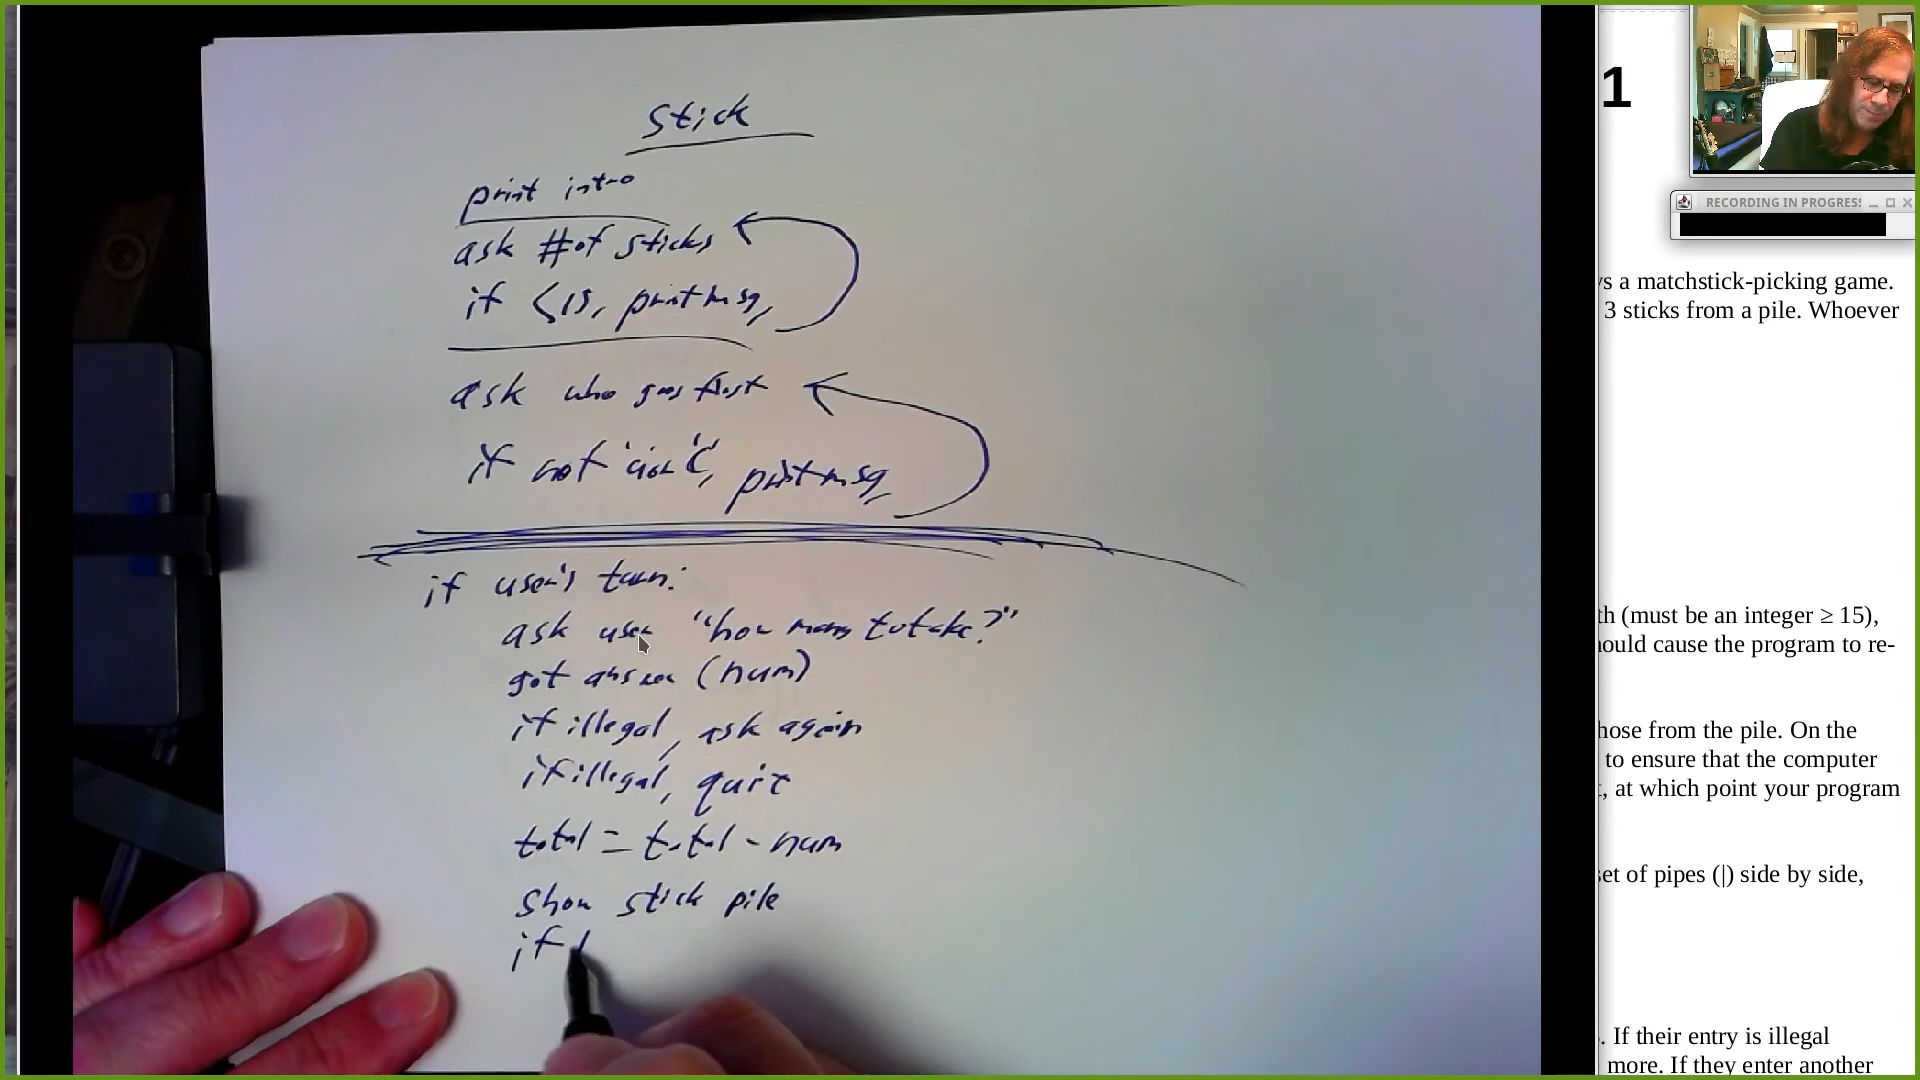 stick
print intro
ask # of sticks
if <15, print msg,
ask who goes first
if not 'c' or 'C', print msg,
if user's turn:
ask user "how many to take?"
get answer (num)
if illegal, ask again
if illegal, quit
total = total - num
show stick pile
if
1
RECORDING IN PROGRESS
s a matchstick-picking game.
3 sticks from a pile. Whoever
th (must be an integer ≥ 15),
ould cause the program to re-
hose from the pile. On the
to ensure that the computer
, at which point your program
set of pipes (|) side by side,
. If their entry is illegal
more. If they enter another